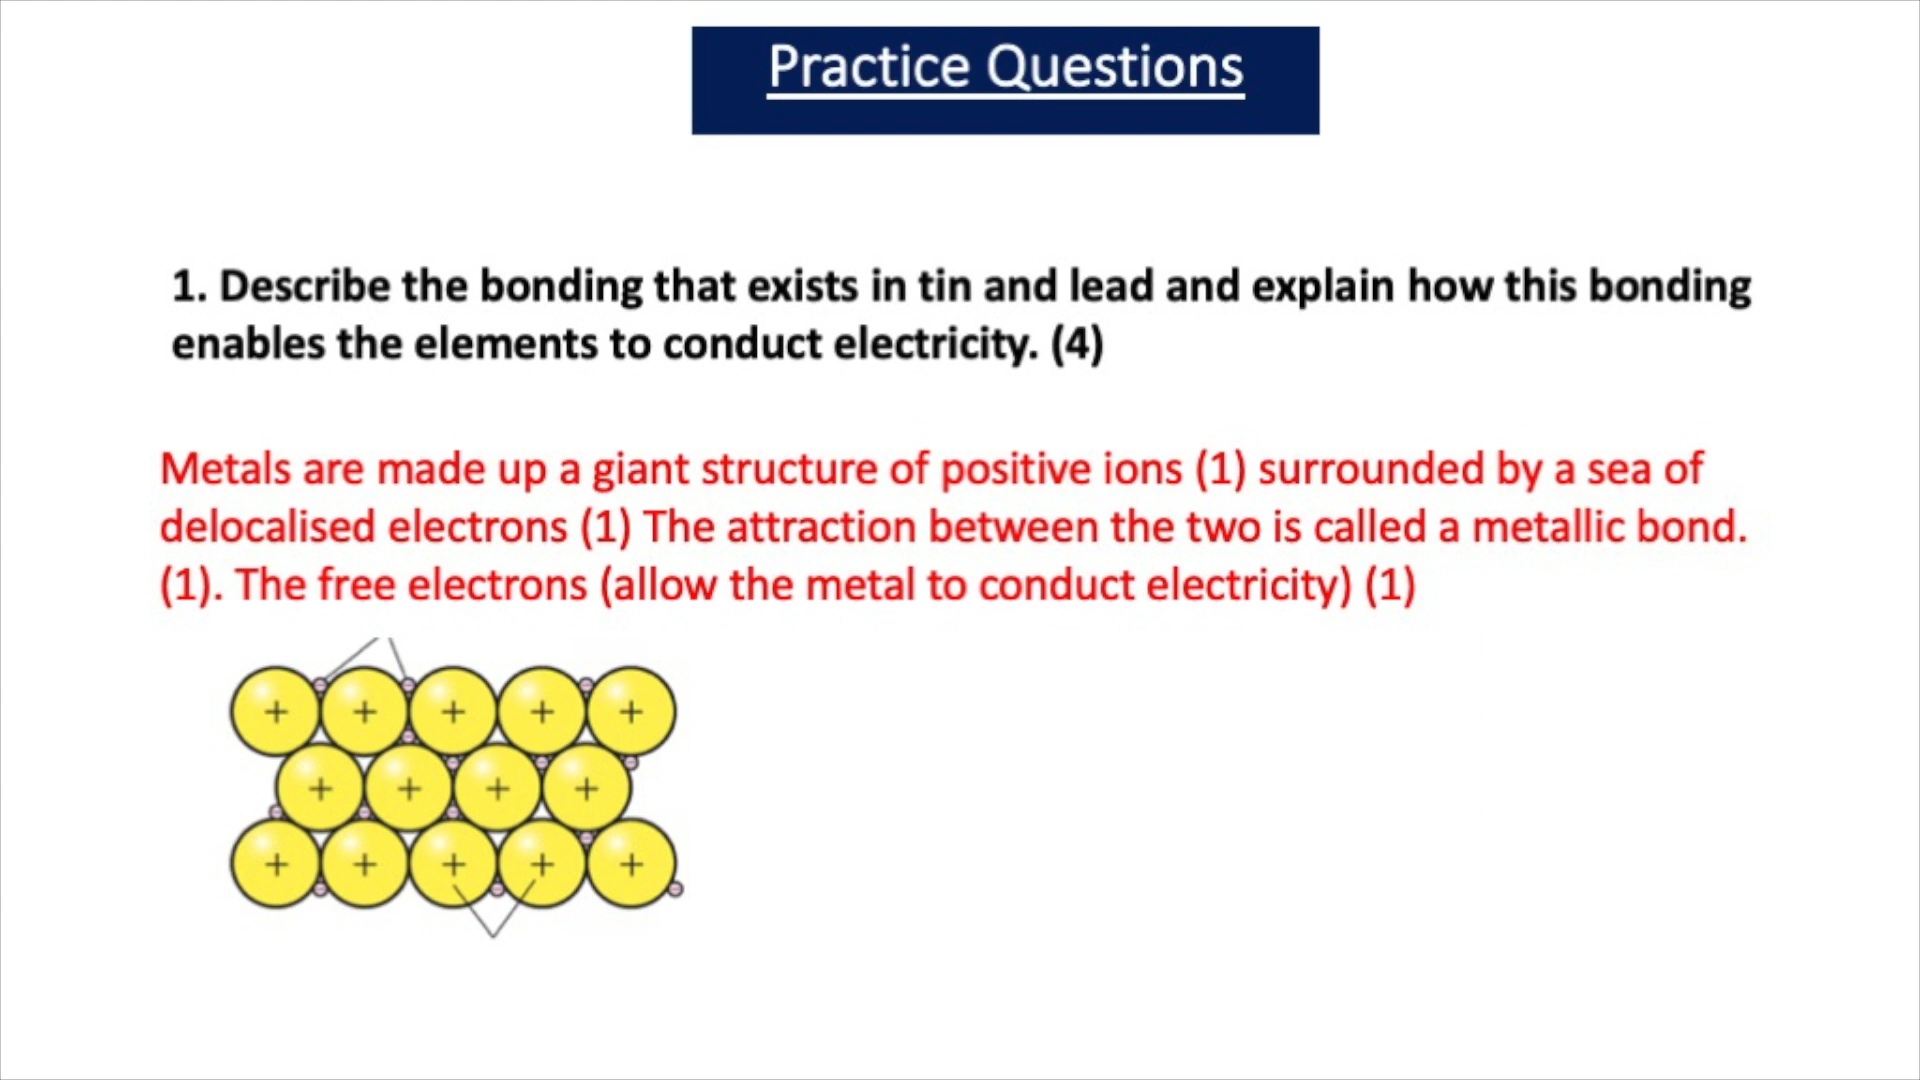 Practice Questions
1. Describe the bonding that exists in tin and lead and explain how this bonding
enables the elements to conduct electricity. (4)
Metals are made up a giant structure of positive ions (1) surrounded by a sea of
delocalised electrons (1) The attraction between the two is called a metallic bond.
(1). The free electrons (allow the metal to conduct electricity) (1)
+ + + + +
+ + + +
+ + + + +